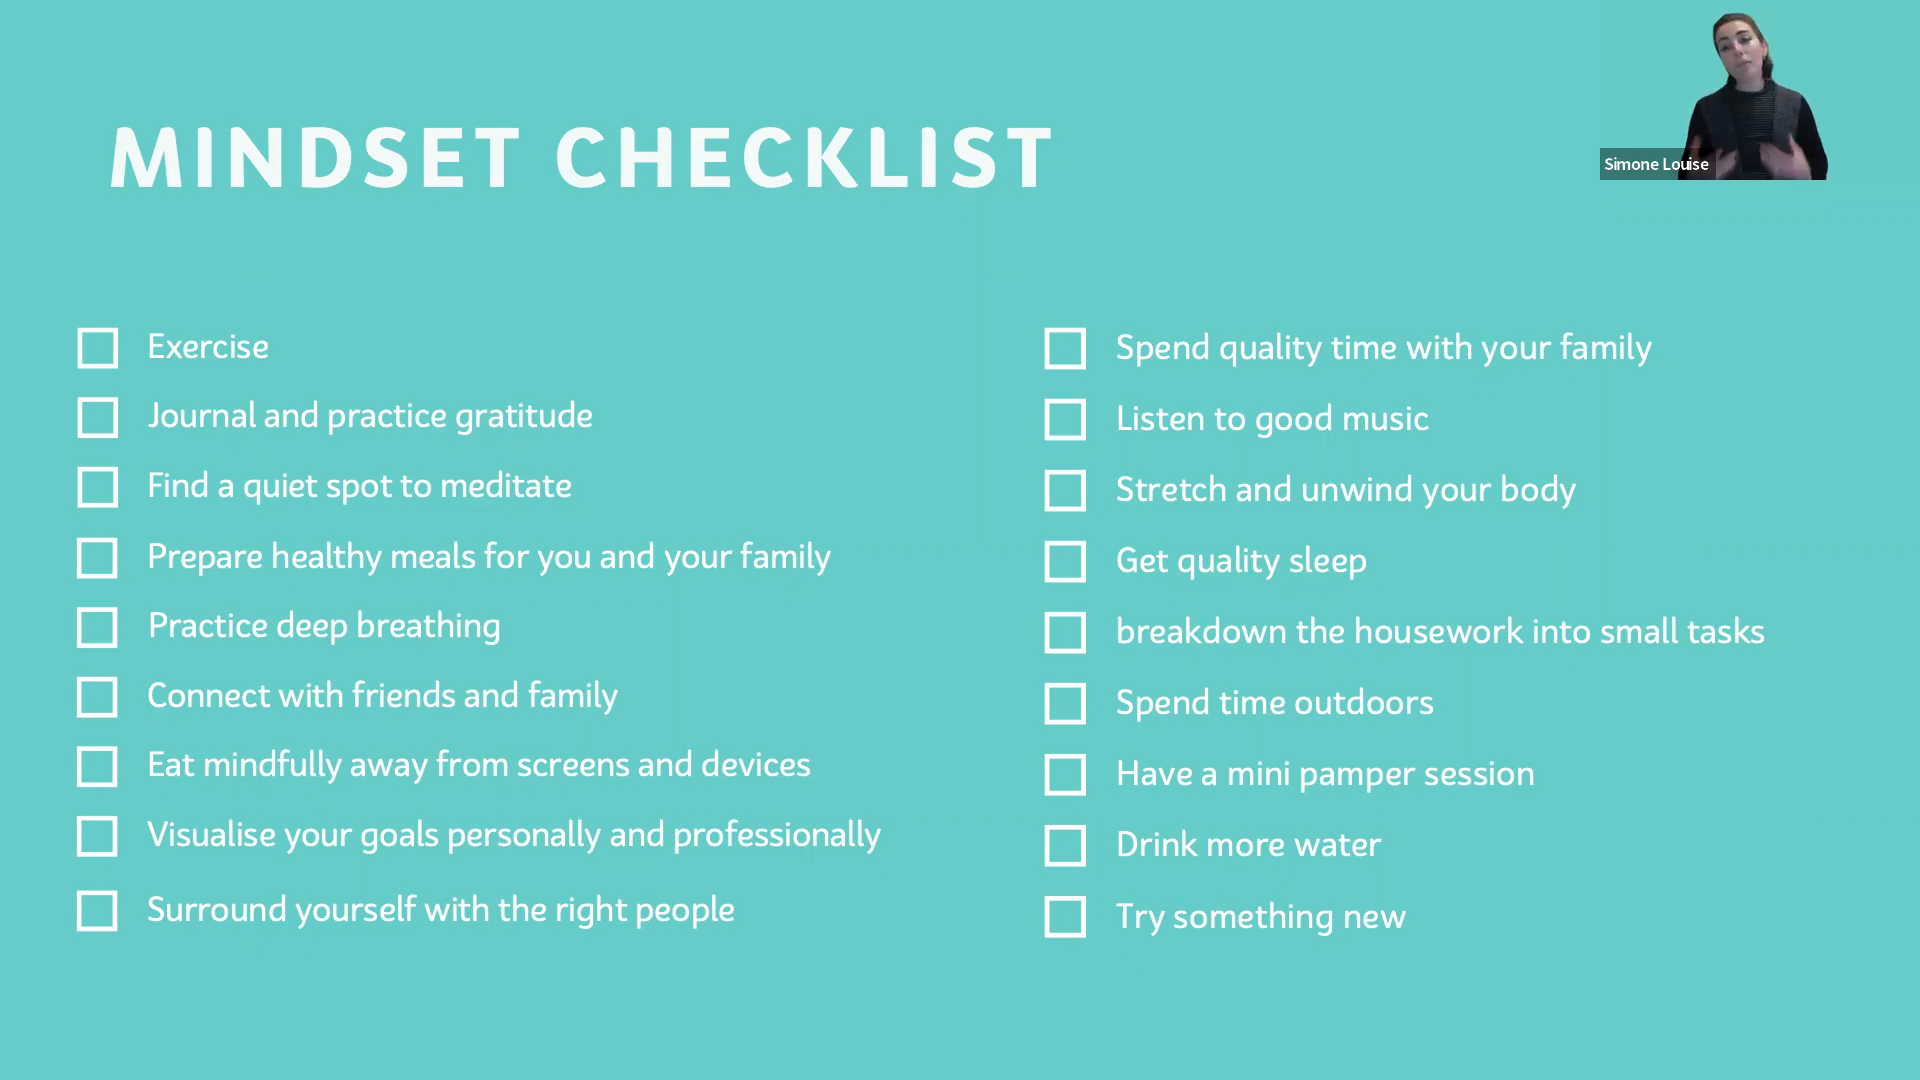 MINDSET CHECKLIST
Simone Louise
Exercise
Journal and practice gratitude
Find a quiet spot to meditate
Prepare healthy meals for you and your family
Practice deep breathing
Connect with friends and family
Eat mindfully away from screens and devices
Visualise your goals personally and professionally
Surround yourself with the right people
Spend quality time with your family
Listen to good music
Stretch and unwind your body
Get quality sleep
breakdown the housework into small tasks
Spend time outdoors
Have a mini pamper session
Drink more water
Try something new